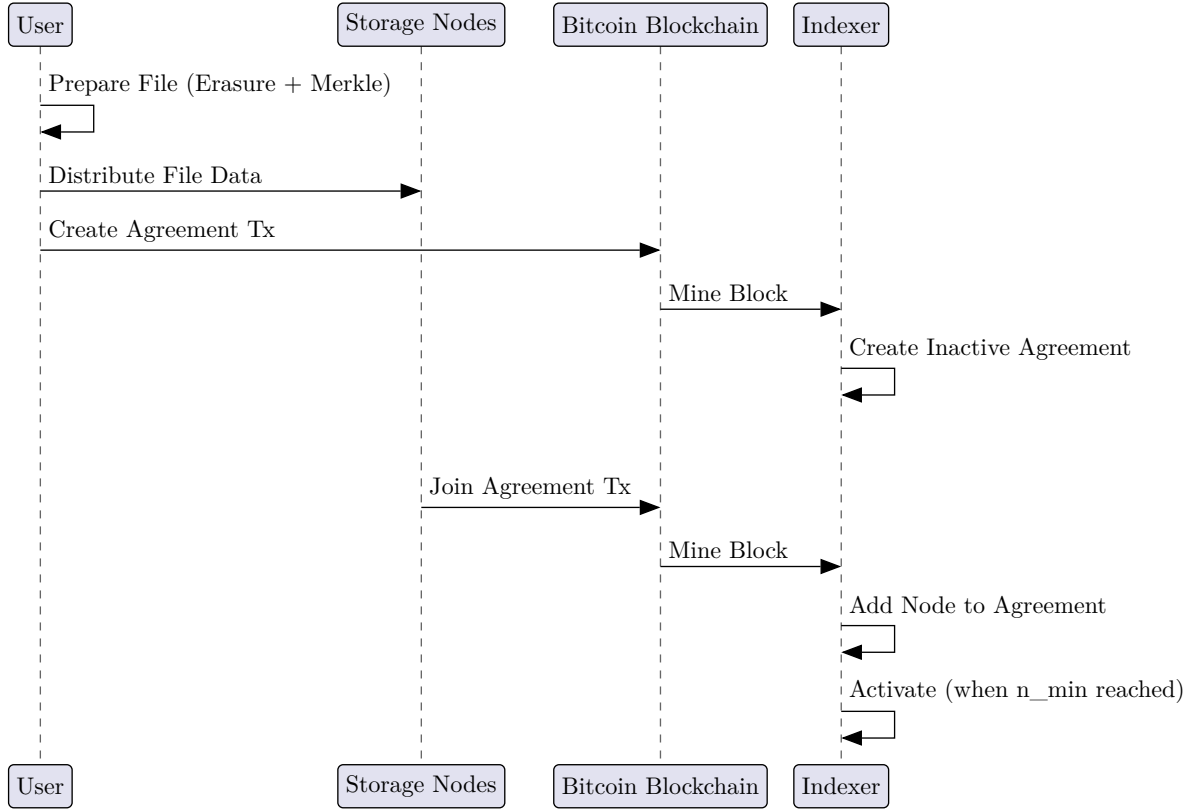 User
Storage Nodes
Bitcoin Blockchain
Indexer
Prepare File (Erasure + Merkle)
Distribute File Data
Create Agreement Tx
Mine Block
Create Inactive Agreement
Join Agreement Tx
Mine Block
Add Node to Agreement
Activate (when n_min reached)
User
Storage Nodes
Bitcoin Blockchain
Indexer